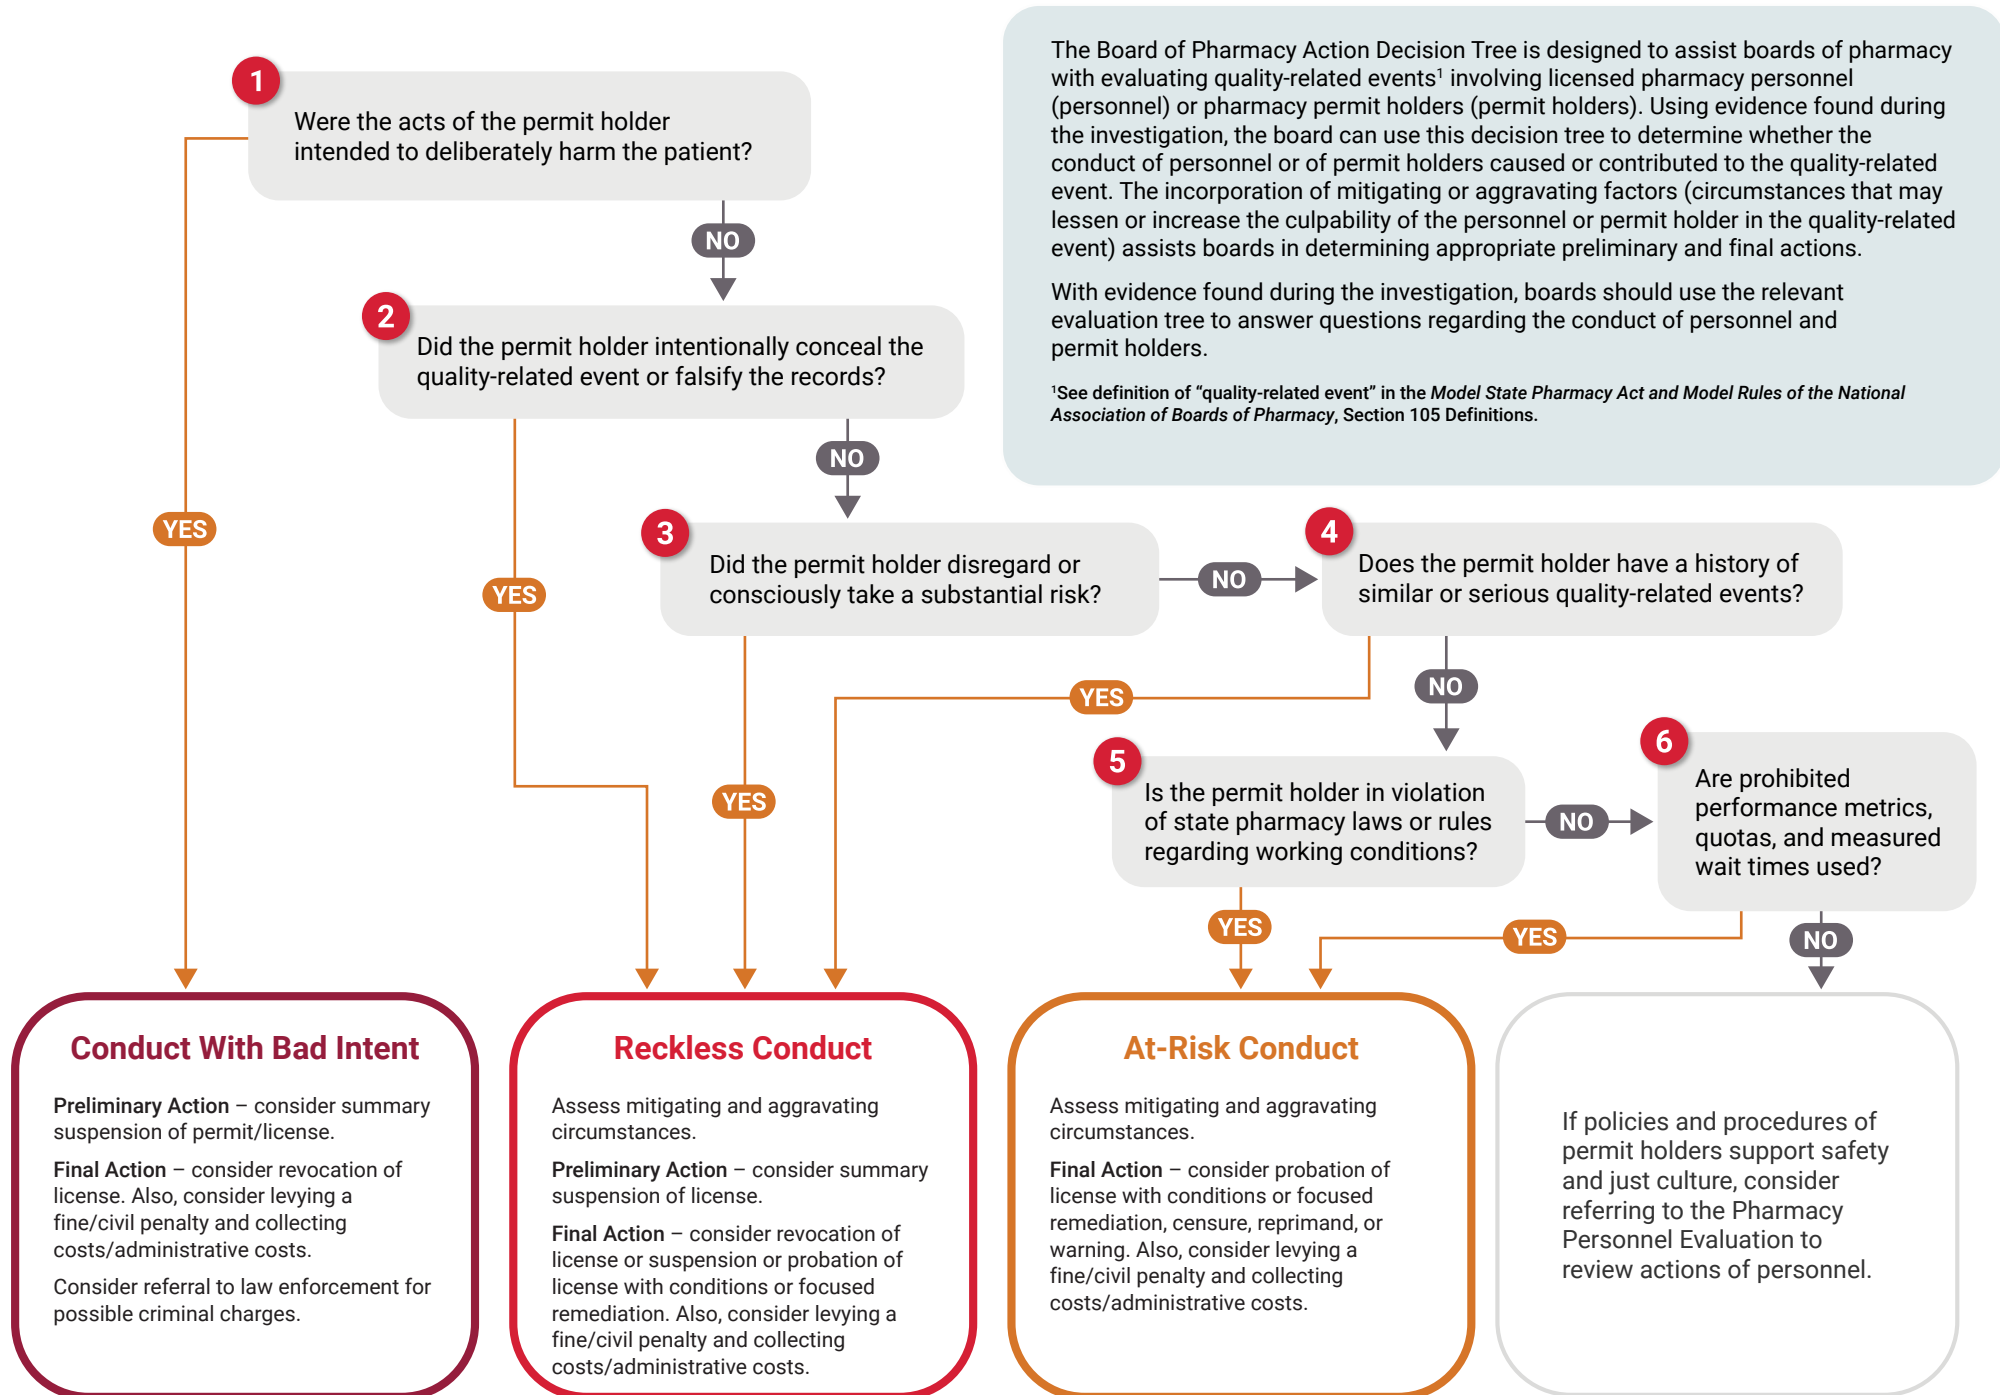 The Board of Pharmacy Action Decision Tree is designed to assist boards of pharmacy
with evaluating quality-related events¹ involving licensed pharmacy personnel
(personnel) or pharmacy permit holders (permit holders). Using evidence found during
the investigation, the board can use this decision tree to determine whether the
conduct of personnel or of permit holders caused or contributed to the quality-related
event. The incorporation of mitigating or aggravating factors (circumstances that may
lessen or increase the culpability of the personnel or permit holder in the quality-related
event) assists boards in determining appropriate preliminary and final actions.
With evidence found during the investigation, boards should use the relevant
evaluation tree to answer questions regarding the conduct of personnel and
permit holders.
¹See definition of “quality-related event” in the Model State Pharmacy Act and Model Rules of the National
Association of Boards of Pharmacy, Section 105 Definitions.
1
Were the acts of the permit holder
intended to deliberately harm the patient?
YES
NO
2
Did the permit holder intentionally conceal the
quality-related event or falsify the records?
YES
NO
3
Did the permit holder disregard or
consciously take a substantial risk?
YES
NO
4
Does the permit holder have a history of
similar or serious quality-related events?
YES
NO
5
Is the permit holder in violation
of state pharmacy laws or rules
regarding working conditions?
YES
NO
6
Are prohibited
performance metrics,
quotas, and measured
wait times used?
YES
NO
Conduct With Bad Intent
Preliminary Action – consider summary
suspension of permit/license.
Final Action – consider revocation of
license. Also, consider levying a
fine/civil penalty and collecting
costs/administrative costs.
Consider referral to law enforcement for
possible criminal charges.
Reckless Conduct
Assess mitigating and aggravating
circumstances.
Preliminary Action – consider summary
suspension of license.
Final Action – consider revocation of
license or suspension or probation of
license with conditions or focused
remediation. Also, consider levying a
fine/civil penalty and collecting
costs/administrative costs.
At-Risk Conduct
Assess mitigating and aggravating
circumstances.
Final Action – consider probation of
license with conditions or focused
remediation, censure, reprimand, or
warning. Also, consider levying a
fine/civil penalty and collecting
costs/administrative costs.
If policies and procedures of
permit holders support safety
and just culture, consider
referring to the Pharmacy
Personnel Evaluation to
review actions of personnel.